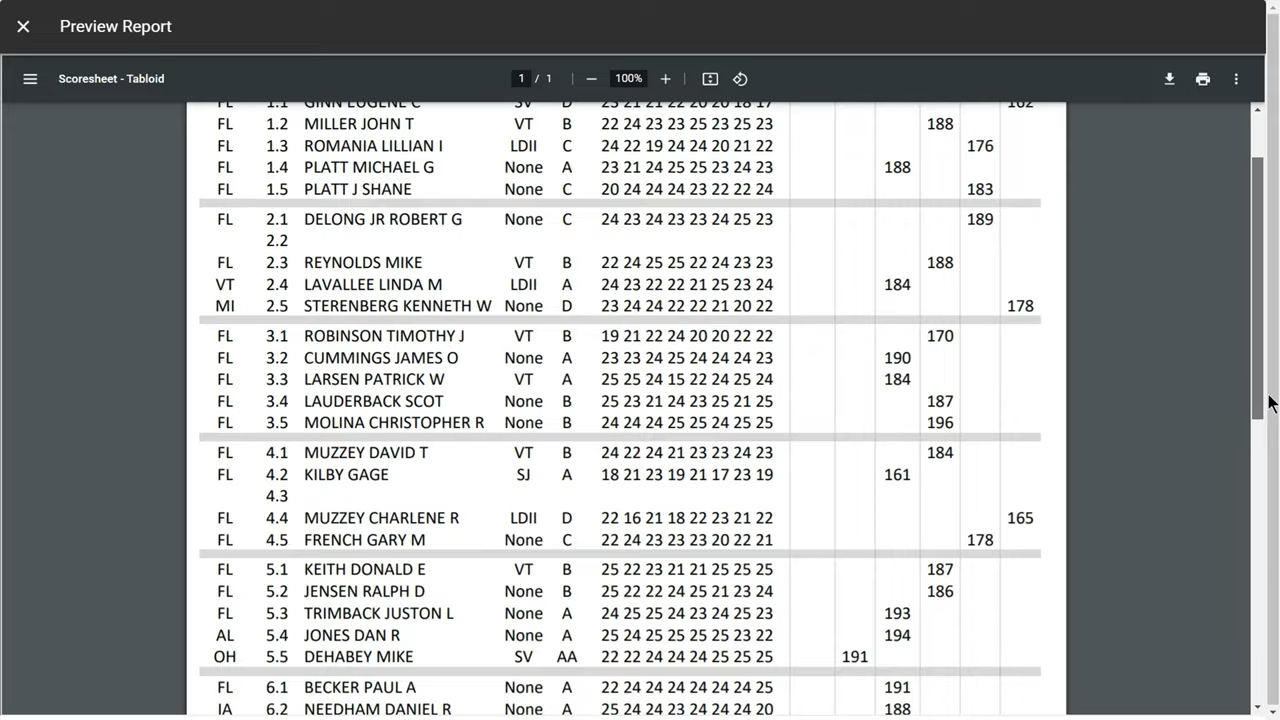 Preview Report
Scoresheet - Tabloid 1 / 1 100%
FL 1.1 GINN EUGENE C SV D 23 21 21 22 20 20 18 17 162
FL 1.2 MILLER JOHN T VT B 22 24 23 23 25 23 25 23 188
FL 1.3 ROMANIA LILLIAN I LDII C 24 22 19 24 24 20 21 22 176
FL 1.4 PLATT MICHAEL G None A 23 21 24 25 25 23 24 23 188
FL 1.5 PLATT J SHANE None C 20 24 24 24 23 22 22 24 183
FL 2.1 DELONG JR ROBERT G None C 24 23 24 23 23 24 25 23 189
2.2
FL 2.3 REYNOLDS MIKE VT B 22 24 25 25 22 24 23 23 188
VT 2.4 LAVALLEE LINDA M LDII A 24 23 22 22 21 25 23 24 184
MI 2.5 STERENBERG KENNETH W None D 23 24 24 22 22 21 20 22 178
FL 3.1 ROBINSON TIMOTHY J VT B 19 21 22 24 20 20 22 22 170
FL 3.2 CUMMINGS JAMES O None A 23 23 24 25 24 24 24 23 190
FL 3.3 LARSEN PATRICK W VT A 25 25 24 15 22 24 25 24 184
FL 3.4 LAUDERBACK SCOT None B 25 23 21 24 23 25 21 25 187
FL 3.5 MOLINA CHRISTOPHER R None B 24 24 24 25 25 24 25 25 196
FL 4.1 MUZZEY DAVID T VT B 24 22 24 21 23 23 24 23 184
FL 4.2 KILBY GAGE SJ A 18 21 23 19 21 17 23 19 161
4.3
FL 4.4 MUZZEY CHARLENE R LDII D 22 16 21 18 22 23 21 22 165
FL 4.5 FRENCH GARY M None C 22 24 23 23 23 20 22 21 178
FL 5.1 KEITH DONALD E VT B 25 22 23 21 21 25 25 25 187
FL 5.2 JENSEN RALPH D None B 25 22 22 24 25 21 23 24 186
FL 5.3 TRIMBACK JUSTON L None A 24 25 25 24 23 24 25 23 193
AL 5.4 JONES DAN R None A 25 24 25 25 25 25 23 22 194
OH 5.5 DEHABEY MIKE SV AA 22 22 24 24 24 25 25 25 191
FL 6.1 BECKER PAUL A None A 22 24 24 24 24 24 24 25 191
IA 6.2 NEEDHAM DANIEL R None A 25 24 23 24 24 24 24 20 188